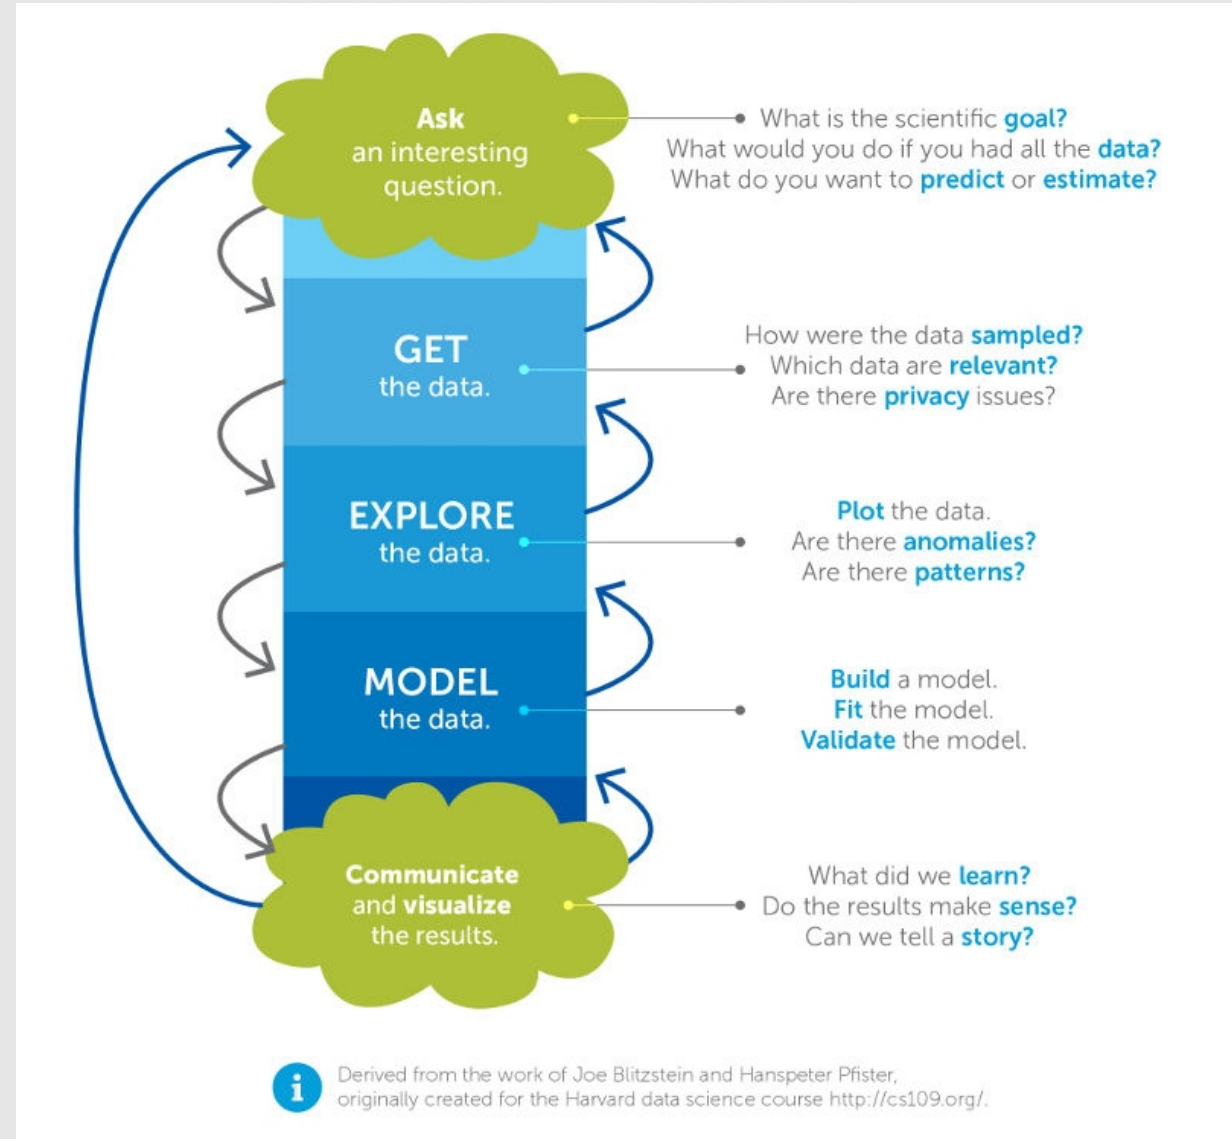 Ask
an interesting
question.
What is the scientific goal?
What would you do if you had all the data?
What do you want to predict or estimate?
GET
the data.
How were the data sampled?
Which data are relevant?
Are there privacy issues?
EXPLORE
the data.
Plot the data.
Are there anomalies?
Are there patterns?
MODEL
the data.
Build a model.
Fit the model.
Validate the model.
Communicate
and visualize
the results.
What did we learn?
Do the results make sense?
Can we tell a story?
i
Derived from the work of Joe Blitzstein and Hanspeter Pfister,
originally created for the Harvard data science course http://cs109.org/.